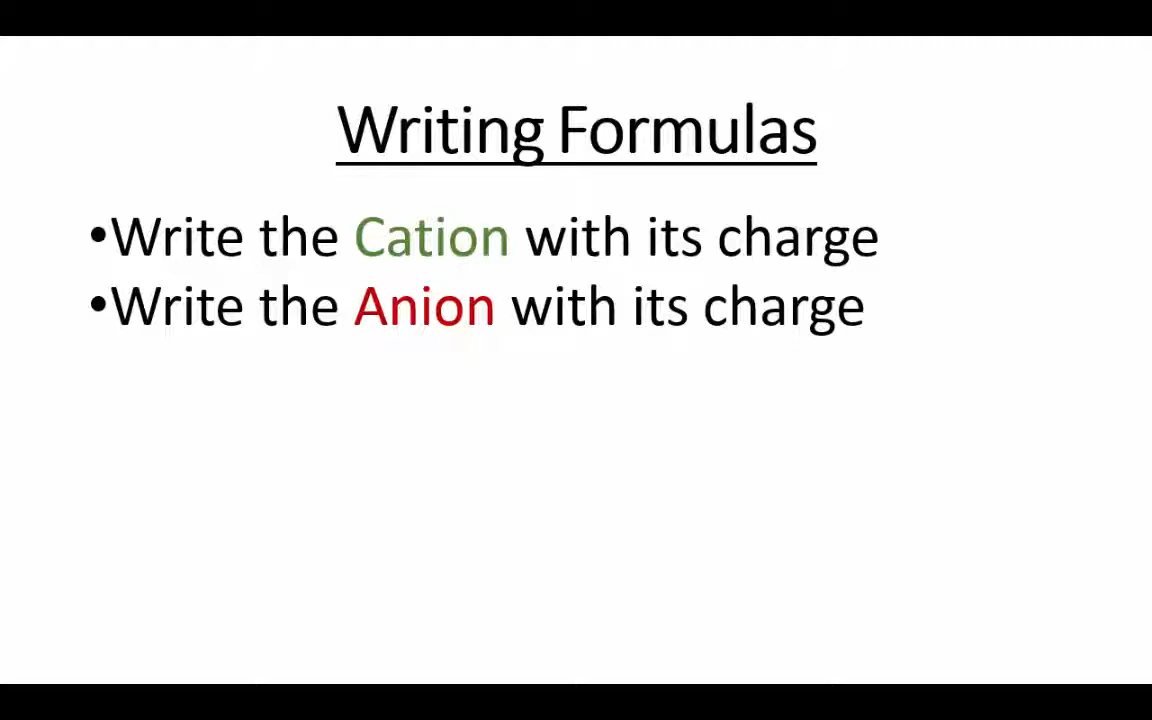 Writing Formulas
•Write the Cation with its charge
•Write the Anion with its charge